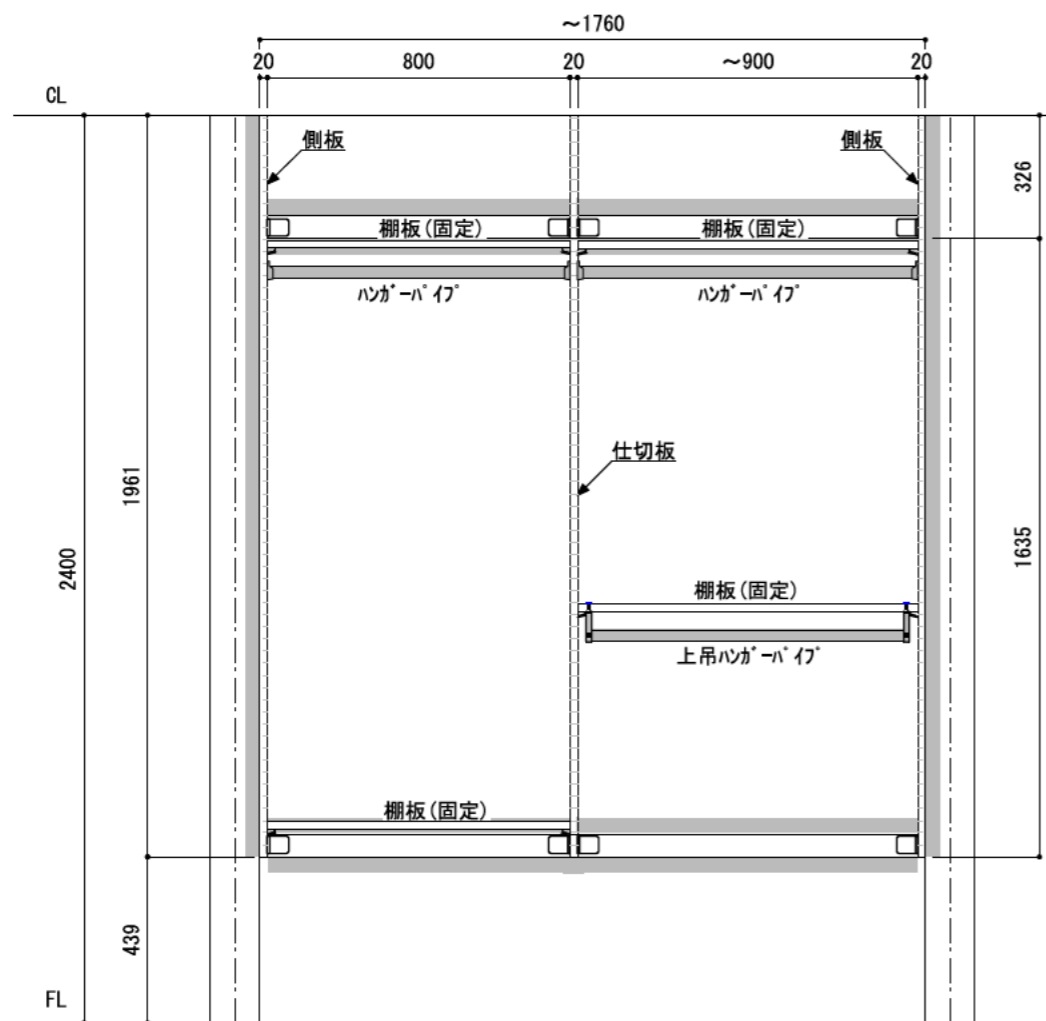 ~1760
20 800 20 ~900 20
CL
側板
側板
326
棚板(固定)
棚板(固定)
ﾊﾝｶﾞｰﾊﾟｲﾌﾟ
ﾊﾝｶﾞｰﾊﾟｲﾌﾟ
仕切板
1961
2400
1635
棚板(固定)
上吊ﾊﾝｶﾞｰﾊﾟｲﾌﾟ
棚板(固定)
439
FL